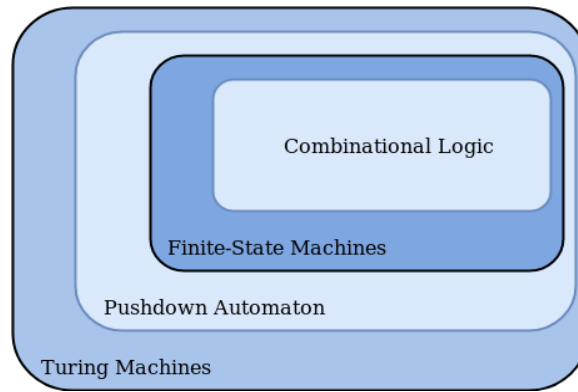 Combinational Logic
Finite-State Machines
Pushdown Automaton
Turing Machines